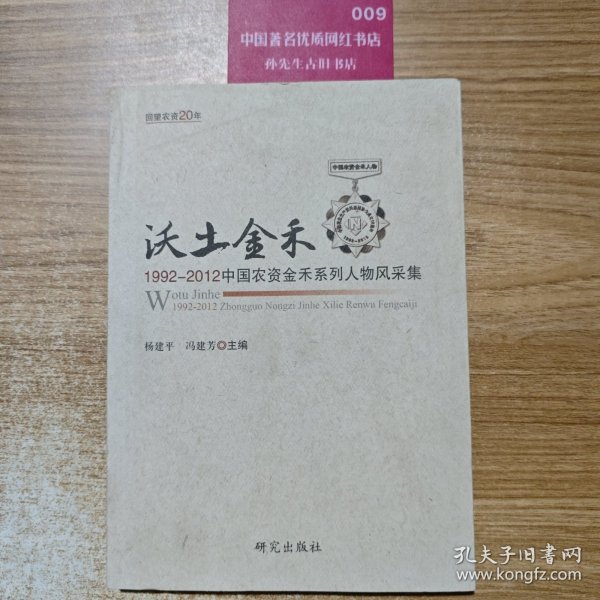 009
中国著名优质网红书店
孙先生古旧书店
回望农资20年
中国农资金禾人物
1992-2012
沃土金禾
1992-2012中国农资金禾系列人物风采集
Wotu Jinhe
1992-2012 Zhongguo Nongzi Jinhe Xilie Renwu Fengcaiji
杨建平 冯建芳◎主编
研究出版社
孔夫子旧书网
www.kongfz.com